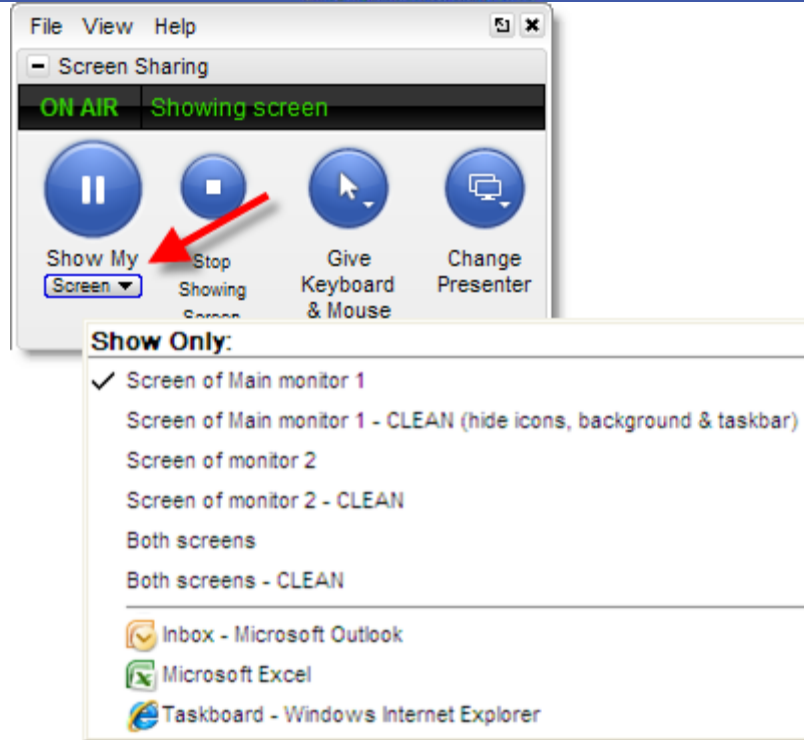 File View Help
Screen Sharing
ON AIR Showing screen
Show My
Screen
Stop
Showing
Screen
Give
Keyboard
& Mouse
Change
Presenter
Show Only:
Screen of Main monitor 1
Screen of Main monitor 1 - CLEAN (hide icons, background & taskbar)
Screen of monitor 2
Screen of monitor 2 - CLEAN
Both screens
Both screens - CLEAN
Inbox - Microsoft Outlook
Microsoft Excel
Taskboard - Windows Internet Explorer